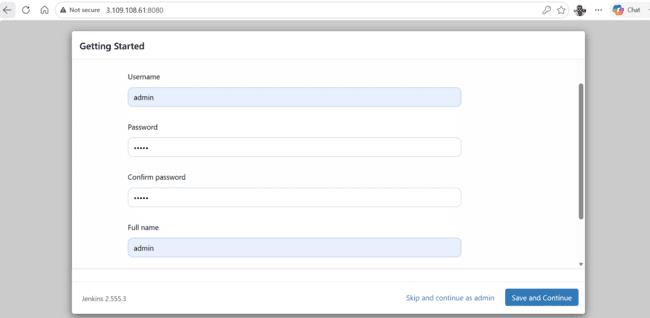 Not secure 3.109.108.61:8080
Chat
Getting Started
Username
admin
Password
•••••
Confirm password
•••••
Full name
admin
Jenkins 2.555.3
Skip and continue as admin
Save and Continue